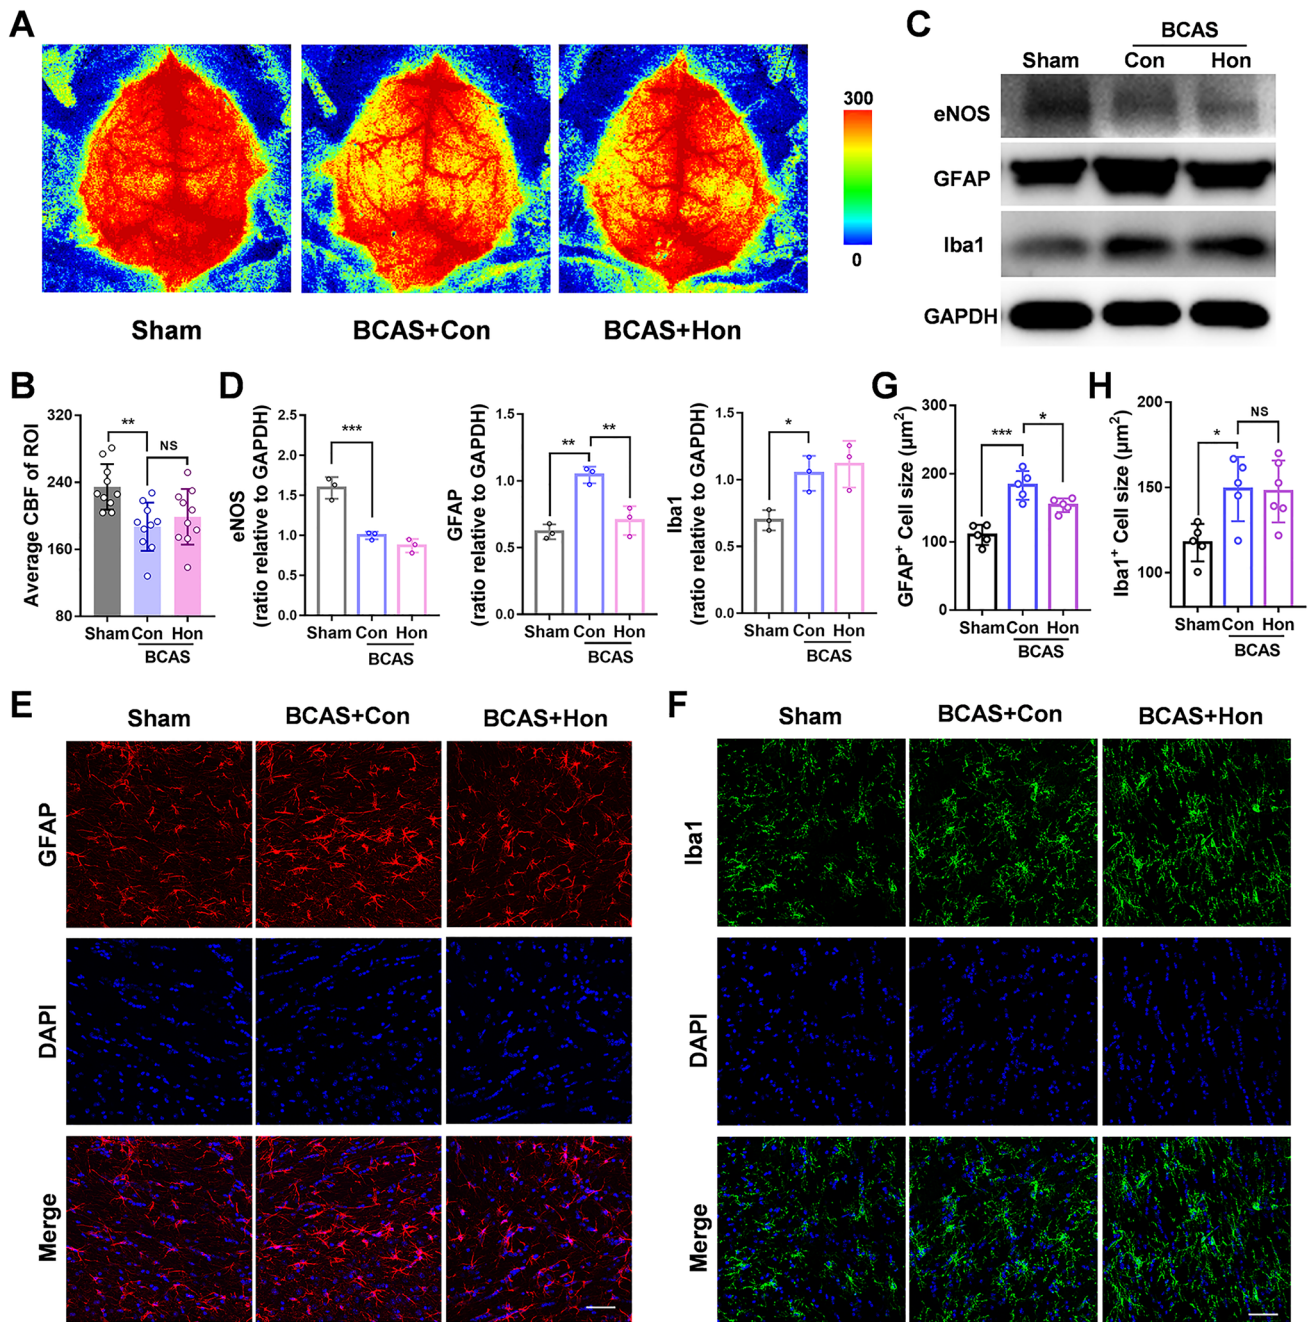 A
300
0
Sham
BCAS+Con
BCAS+Hon
C
BCAS
Sham
Con
Hon
eNOS
GFAP
Iba1
GAPDH
B
Average CBF of ROI
320
240
160
80
**
NS
Sham
Con
Hon
BCAS
D
eNOS
(ratio relative to GAPDH)
2.5
2.0
1.5
1.0
0.5
0.0
***
Sham
Con
Hon
BCAS
GFAP
(ratio relative to GAPDH)
1.5
1.0
0.5
0.0
**
**
Sham
Con
Hon
BCAS
Iba1
(ratio relative to GAPDH)
1.5
1.0
0.5
0.0
*
Sham
Con
Hon
BCAS
G
GFAP⁺ Cell size (μm²)
300
200
100
0
***
*
Sham
Con
Hon
BCAS
H
Iba1⁺ Cell size (μm²)
200
150
100
*
NS
Sham
Con
Hon
BCAS
E
Sham
BCAS+Con
BCAS+Hon
GFAP
DAPI
Merge
F
Sham
BCAS+Con
BCAS+Hon
Iba1
DAPI
Merge